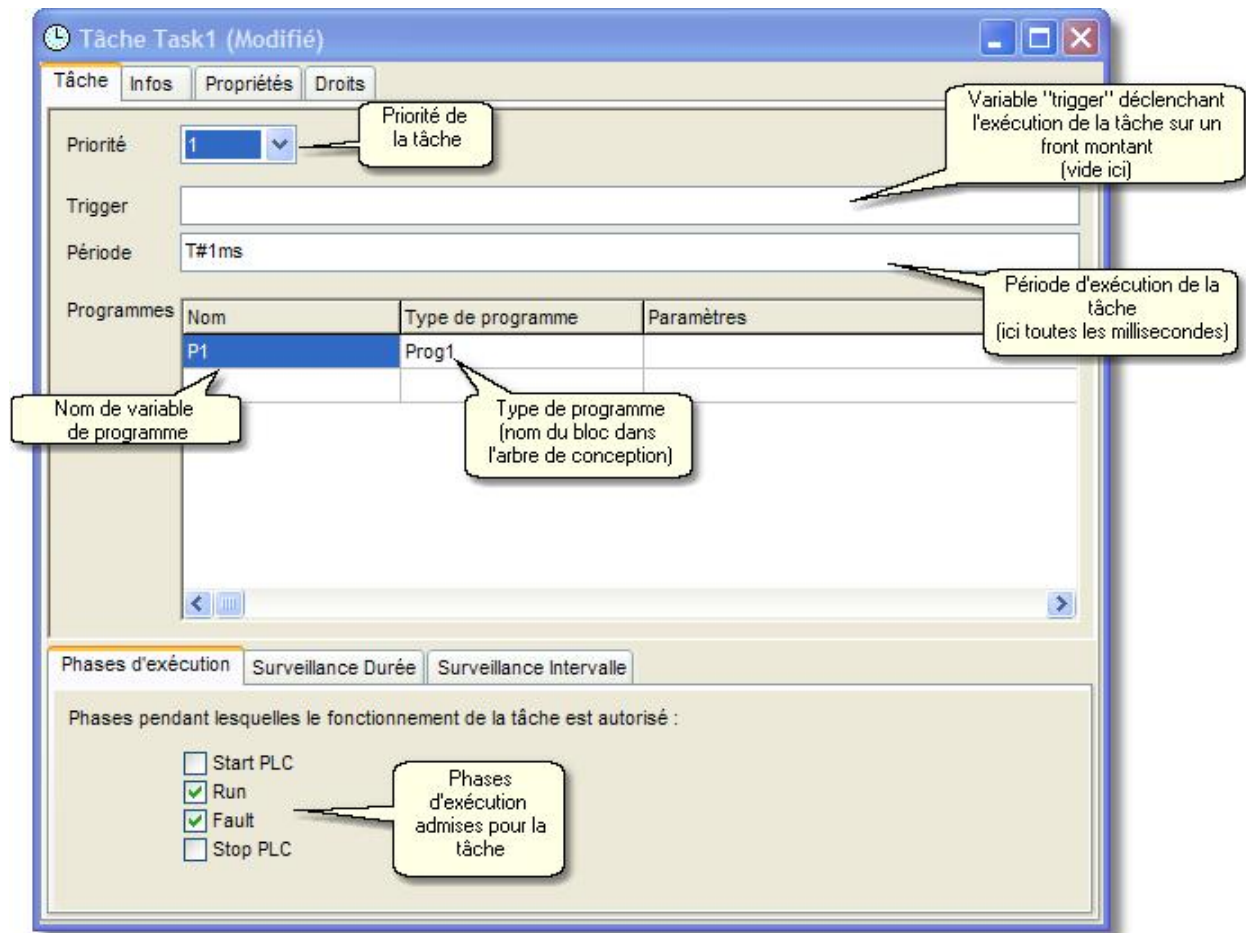 Tâche Task1 (Modifié)
Tâche Infos Propriétés Droits
Priorité 1
Priorité de
la tâche
Variable "trigger" déclenchant
l'exécution de la tâche sur un
front montant
(vide ici)
Trigger
Période T#1ms
Période d'exécution de la
tâche
(ici toutes les millisecondes)
Programmes Nom Type de programme Paramètres
P1 Prog1
Nom de variable
de programme
Type de programme
(nom du bloc dans
l'arbre de conception)
Phases d'exécution Surveillance Durée Surveillance Intervalle
Phases pendant lesquelles le fonctionnement de la tâche est autorisé :
Start PLC
Run
Fault
Stop PLC
Phases
d'exécution
admises pour la
tâche